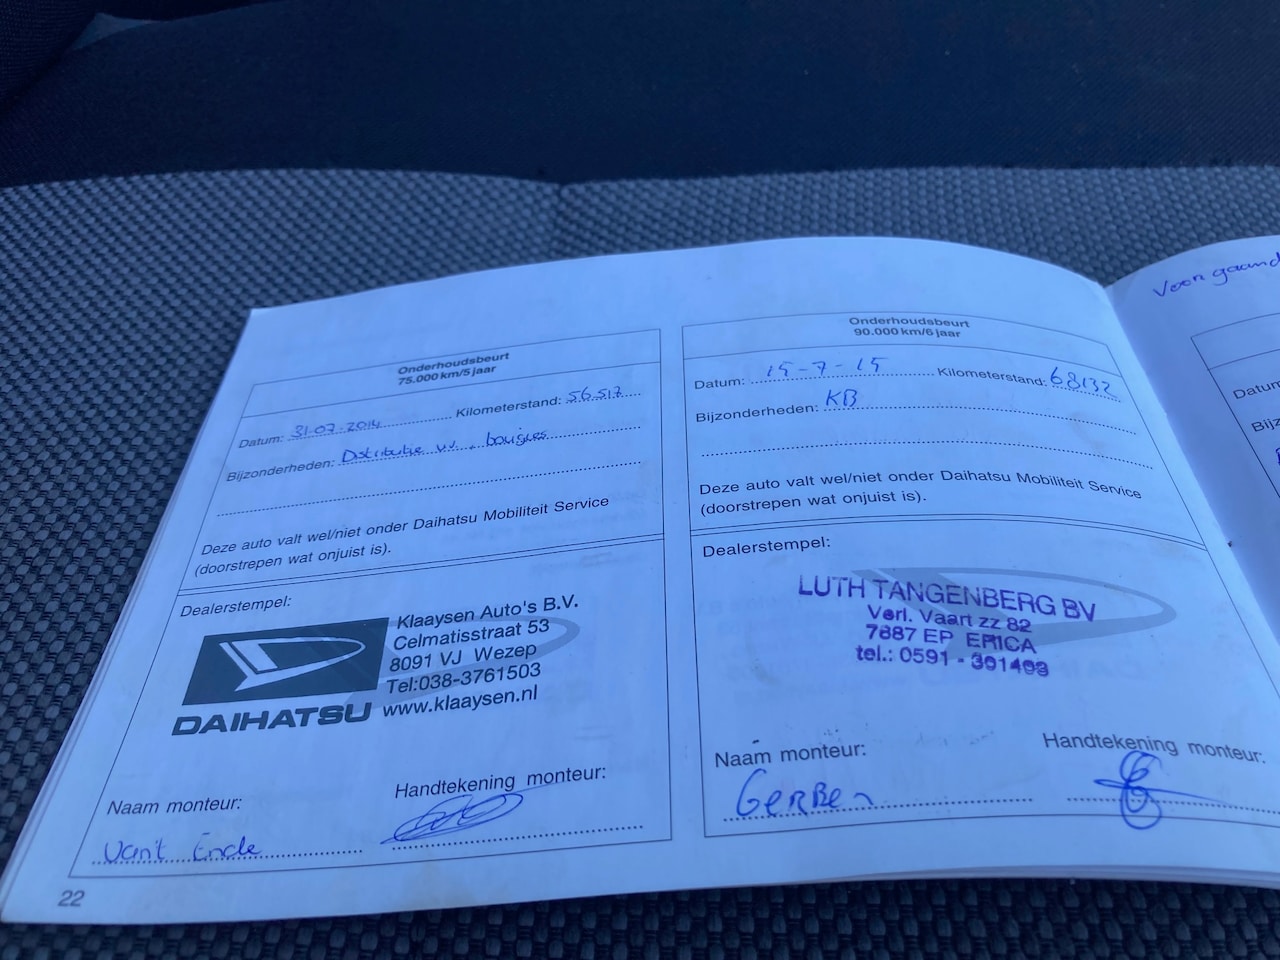 Onderhoudsbeurt
75.000 km/5 jaar
Datum: 31-07-2014 Kilometerstand: 56517
Bijzonderheden: Distributie vv. , bougies
Deze auto valt wel/niet onder Daihatsu Mobiliteit Service
(doorstrepen wat onjuist is).
Dealerstempel:
Klaaysen Auto's B.V.
Celmatisstraat 53
8091 VJ Wezep
Tel:038-3761503
www.klaaysen.nl
DAIHATSU
Naam monteur:
Handtekening monteur:
Van't Ende
22
Onderhoudsbeurt
90.000 km/6 jaar
Datum: 15-7-15 Kilometerstand: 68132
Bijzonderheden: KB
Deze auto valt wel/niet onder Daihatsu Mobiliteit Service
(doorstrepen wat onjuist is).
Dealerstempel:
LUTH TANGENBERG BV
Verl. Vaart zz 82
7887 EP ERICA
tel.: 0591 - 301403
Naam monteur:
Handtekening monteur:
Gerben
Voor gaand
Datum
Bijz